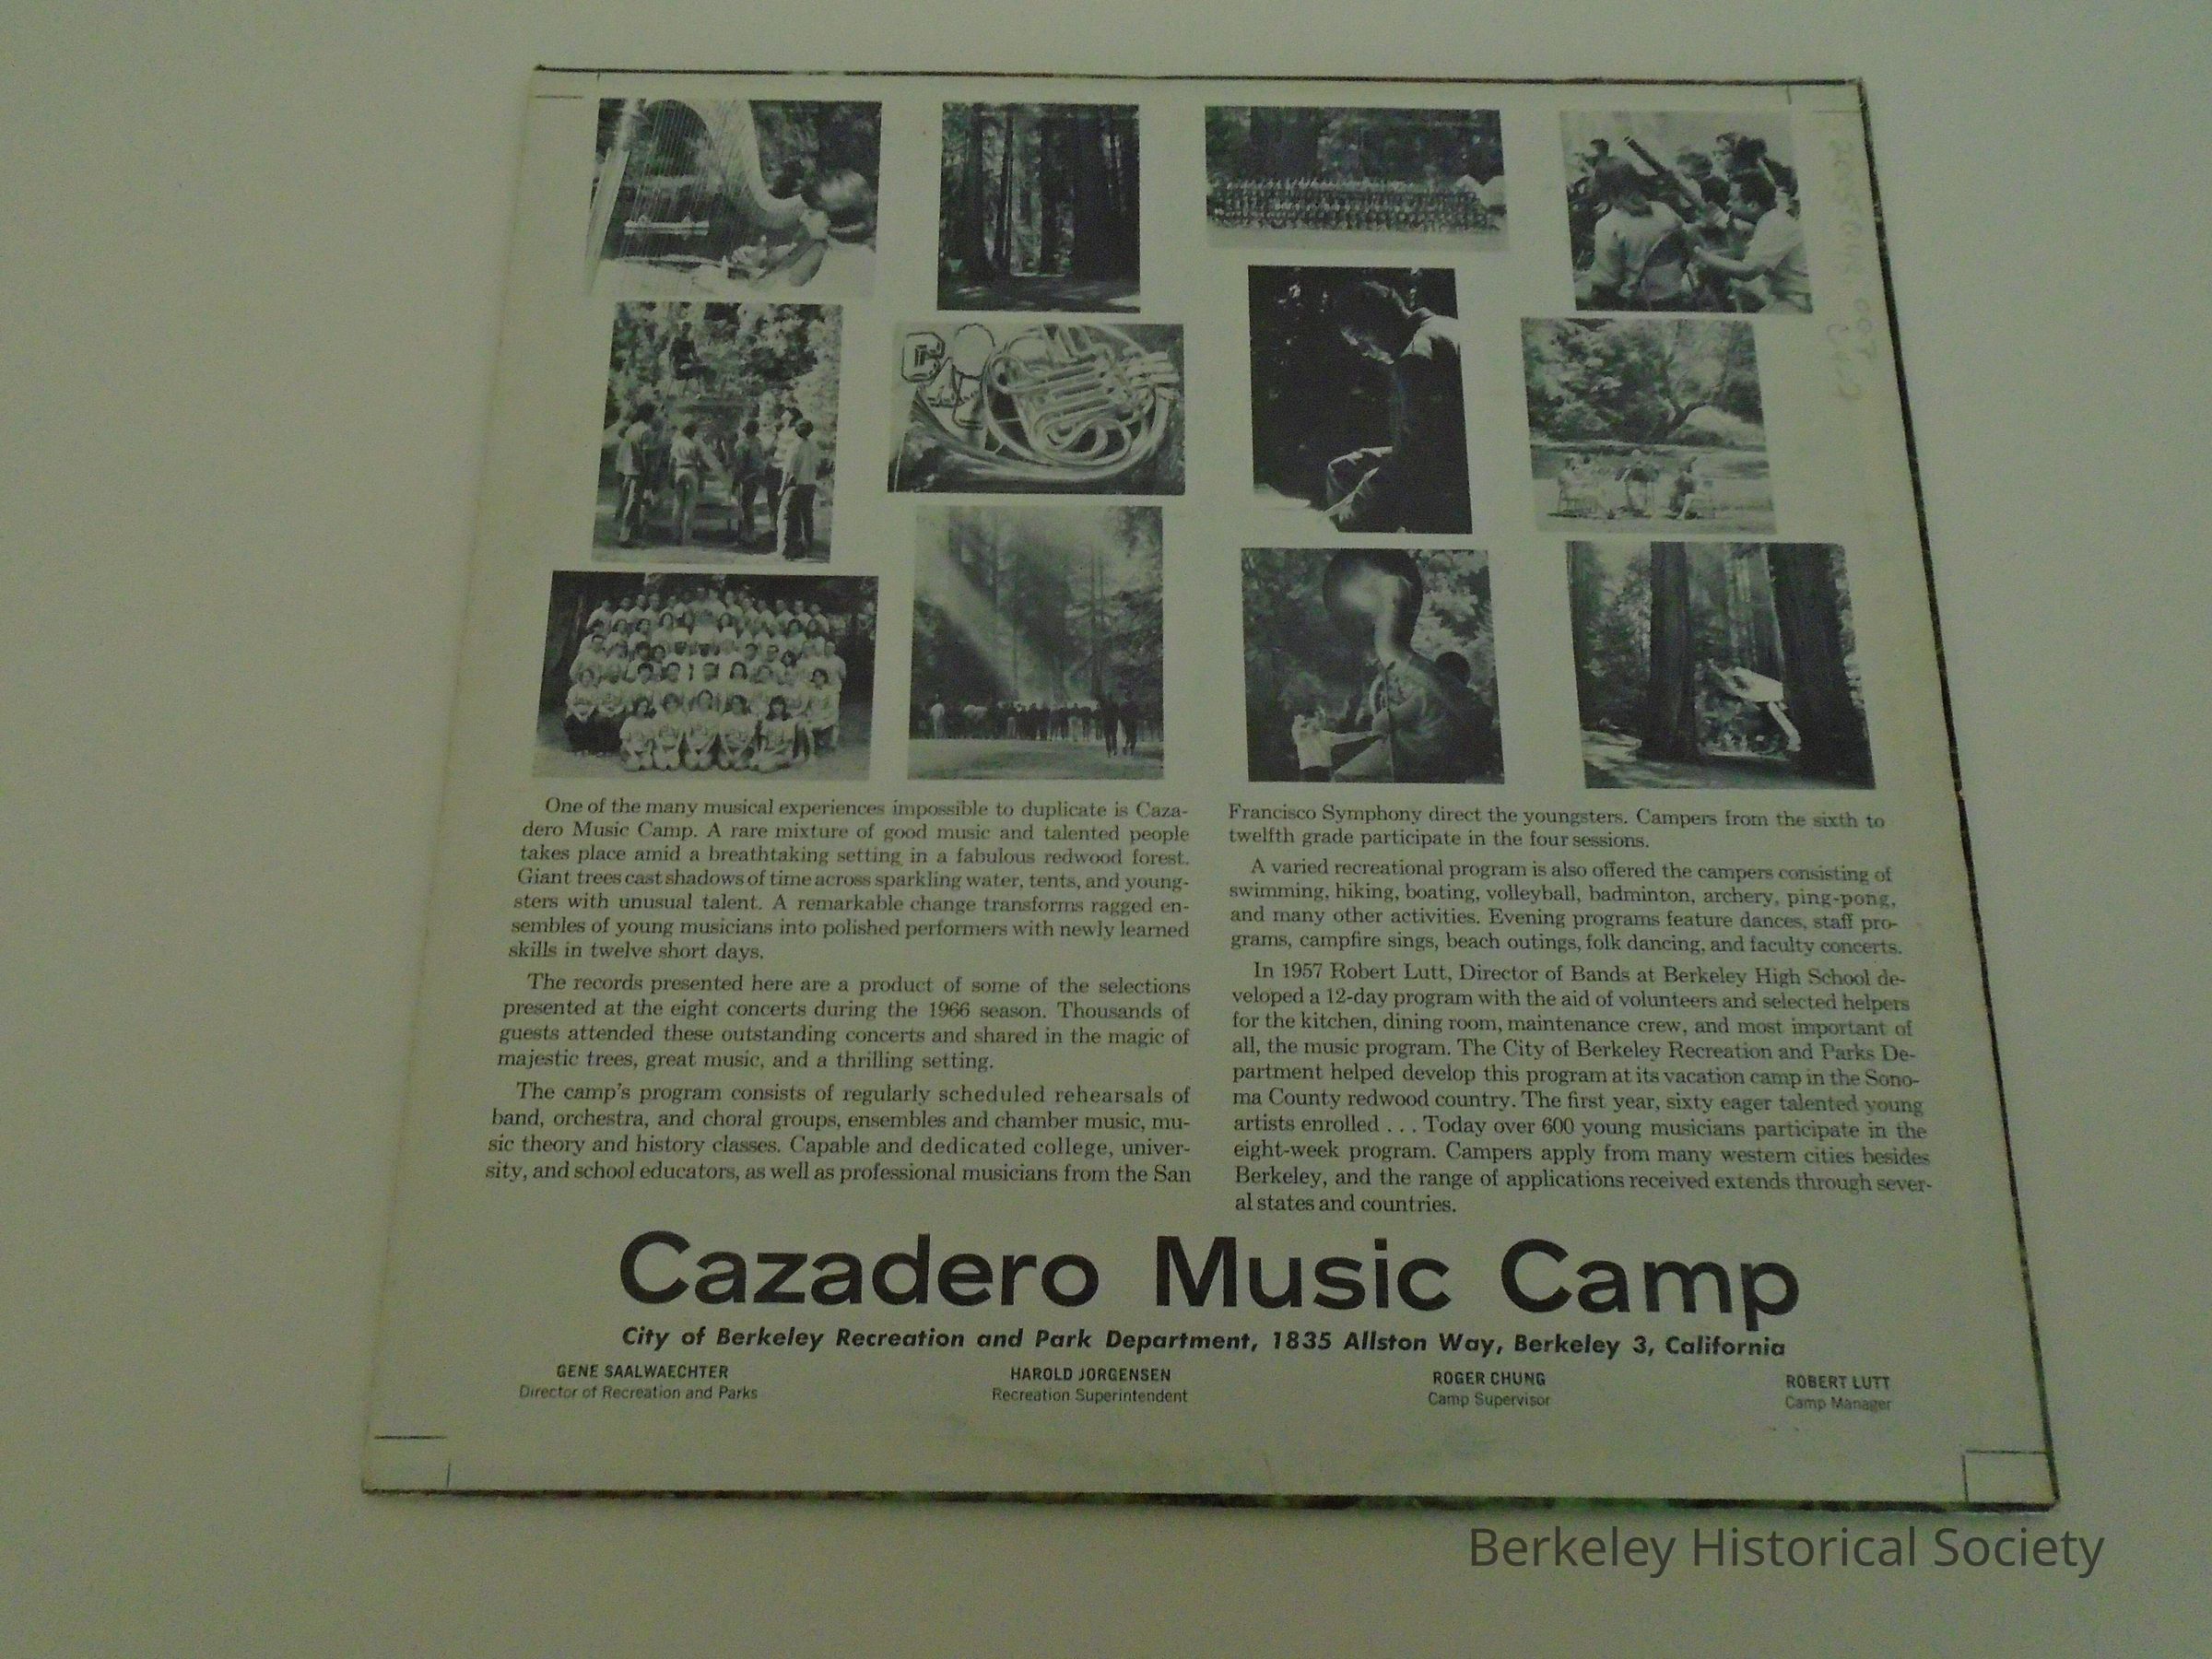 One of the many musical experiences impossible to duplicate is Caza-
dero Music Camp. A rare mixture of good music and talented people
takes place amid a breathtaking setting in a fabulous redwood forest.
Giant trees cast shadows of time across sparkling water, tents, and young-
sters with unusual talent. A remarkable change transforms ragged en-
sembles of young musicians into polished performers with newly learned
skills in twelve short days.
The records presented here are a product of some of the selections
presented at the eight concerts during the 1966 season. Thousands of
guests attended these outstanding concerts and shared in the magic of
majestic trees, great music, and a thrilling setting.
The camp's program consists of regularly scheduled rehearsals of
band, orchestra, and choral groups, ensembles and chamber music, mu-
sic theory and history classes. Capable and dedicated college, univer-
sity, and school educators, as well as professional musicians from the San
Francisco Symphony direct the youngsters. Campers from the sixth to
twelfth grade participate in the four sessions.
A varied recreational program is also offered the campers consisting of
swimming, hiking, boating, volleyball, badminton, archery, ping-pong,
and many other activities. Evening programs feature dances, staff pro-
grams, campfire sings, beach outings, folk dancing, and faculty concerts.
In 1957 Robert Lutt, Director of Bands at Berkeley High School de-
veloped a 12-day program with the aid of volunteers and selected helpers
for the kitchen, dining room, maintenance crew, and most important of
all, the music program. The City of Berkeley Recreation and Parks De-
partment helped develop this program at its vacation camp in the Sono-
ma County redwood country. The first year, sixty eager talented young
artists enrolled . . . Today over 600 young musicians participate in the
eight-week program. Campers apply from many western cities besides
Berkeley, and the range of applications received extends through sever-
al states and countries.
Cazadero Music Camp
City of Berkeley Recreation and Park Department, 1835 Allston Way, Berkeley 3, California
GENE SAALWAECHTER
Director of Recreation and Parks
HAROLD JORGENSEN
Recreation Superintendent
ROGER CHUNG
Camp Supervisor
ROBERT LUTT
Camp Manager
Berkeley Historical Society